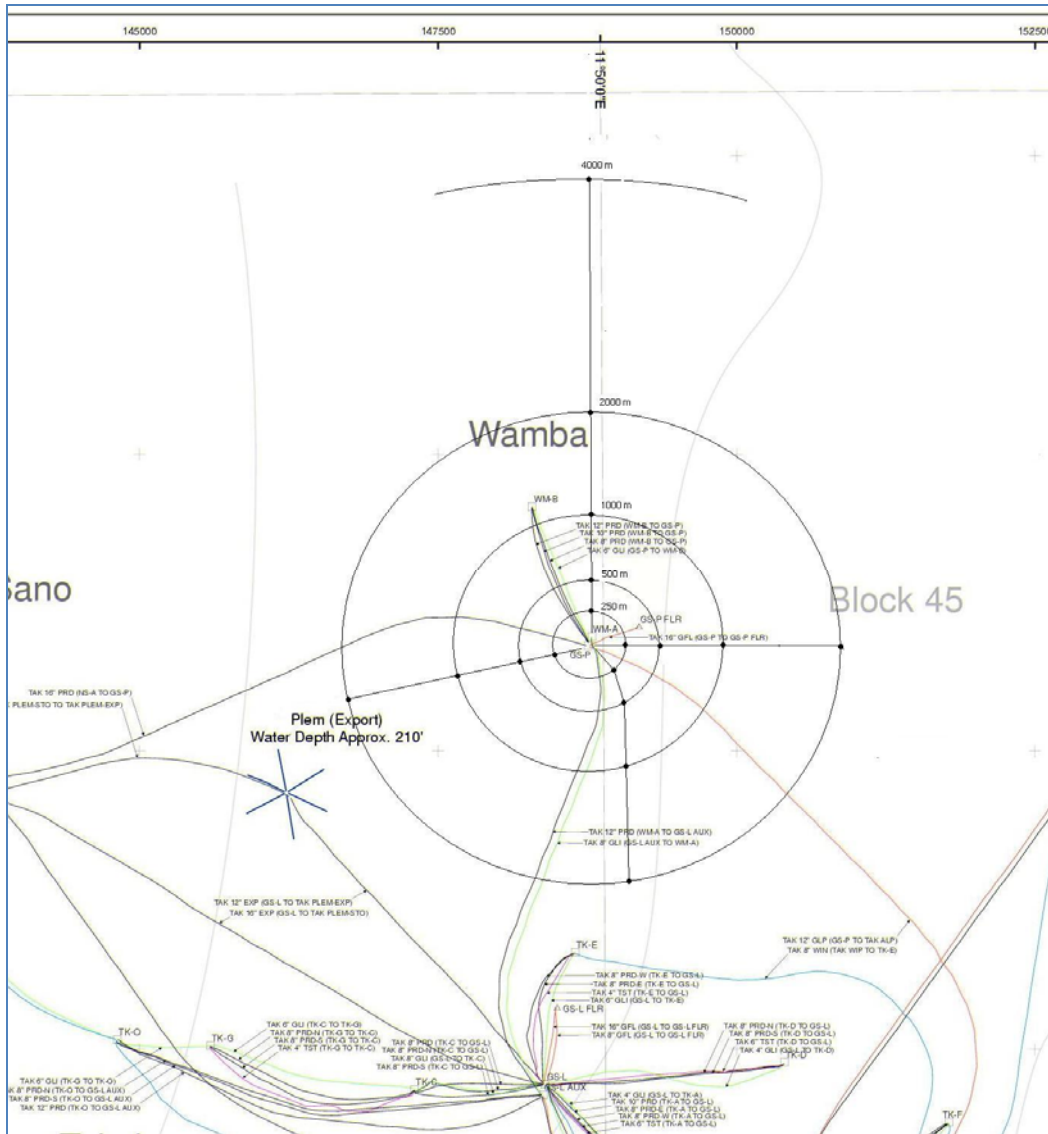 145000
147500
150000
152500
11°50'0"E
4000 m
2000 m
Wamba
WM-B
1000 m
TAK 12" PRD (WM-B TO GS-P)
TAK 10" PRD (WM-B TO GS-P)
TAK 8" PRD (WM-B TO GS-P)
TAK 6" GLI (GS-P TO WM-B)
500 m
Sano
Block 45
250 m
GS-P FLR
WM-A
TAK 16" GFL (GS-P TO GS-P FLR)
GS-P
TAK 16" PRD (NS-A TO GS-P)
PLEM-STO TO TAK PLEM-EXP)
Plem (Export)
Water Depth Approx. 210'
TAK 12" PRD (WM-A TO GS-L AUX)
TAK 8" GLI (GS-L AUX TO WM-A)
TAK 12" EXP (GS-L TO TAK PLEM-EXP)
TAK 16" EXP (GS-L TO TAK PLEM-STO)
TAK 12" GLP (GS-P TO TAK ALP)
TAK 8" WIN (TAK WIP TO TK-E)
TK-E
TAK 8" PRD-W (TK-E TO GS-L)
TAK 8" PRD-E (TK-E TO GS-L)
TAK 4" TST (TK-E TO GS-L)
TAK 6" GLI (GS-L TO TK-E)
GS-L FLR
TAK 16" GFL (GS-L TO GS-L FLR)
TAK 8" GFL (GS-L TO GS-L FLR)
TK-O
TK-G
TAK 6" GLI (TK-C TO TK-G)
TAK 8" PRD-N (TK-G TO TK-C)
TAK 8" PRD-S (TK-G TO TK-C)
TAK 4" TST (TK-G TO TK-C)
TAK 8" PRD (TK-C TO GS-L)
TAK 8" PRD-N (TK-C TO GS-L)
TAK 8" GLI (GS-L TO TK-C)
TAK 8" PRD-S (TK-C TO GS-L)
TAK 8" PRD-N (TK-D TO GS-L)
TAK 8" PRD-S (TK-D TO GS-L)
TAK 6" TST (TK-D TO GS-L)
TAK 4" GLI (GS-L TO TK-D)
TK-D
TAK 6" GLI (TK-G TO TK-O)
TAK 8" PRD-N (TK-O TO GS-L AUX)
TAK 8" PRD-S (TK-O TO GS-L AUX)
TAK 12" PRD (TK-O TO GS-L AUX)
TK-C
GS-L
GS-L AUX
TAK 4" GLI (GS-L TO TK-A)
TAK 10" PRD (TK-A TO GS-L)
TAK 8" PRD-E (TK-A TO GS-L)
TAK 8" PRD-W (TK-A TO GS-L)
TAK 6" TST (TK-A TO GS-L)
TK-F